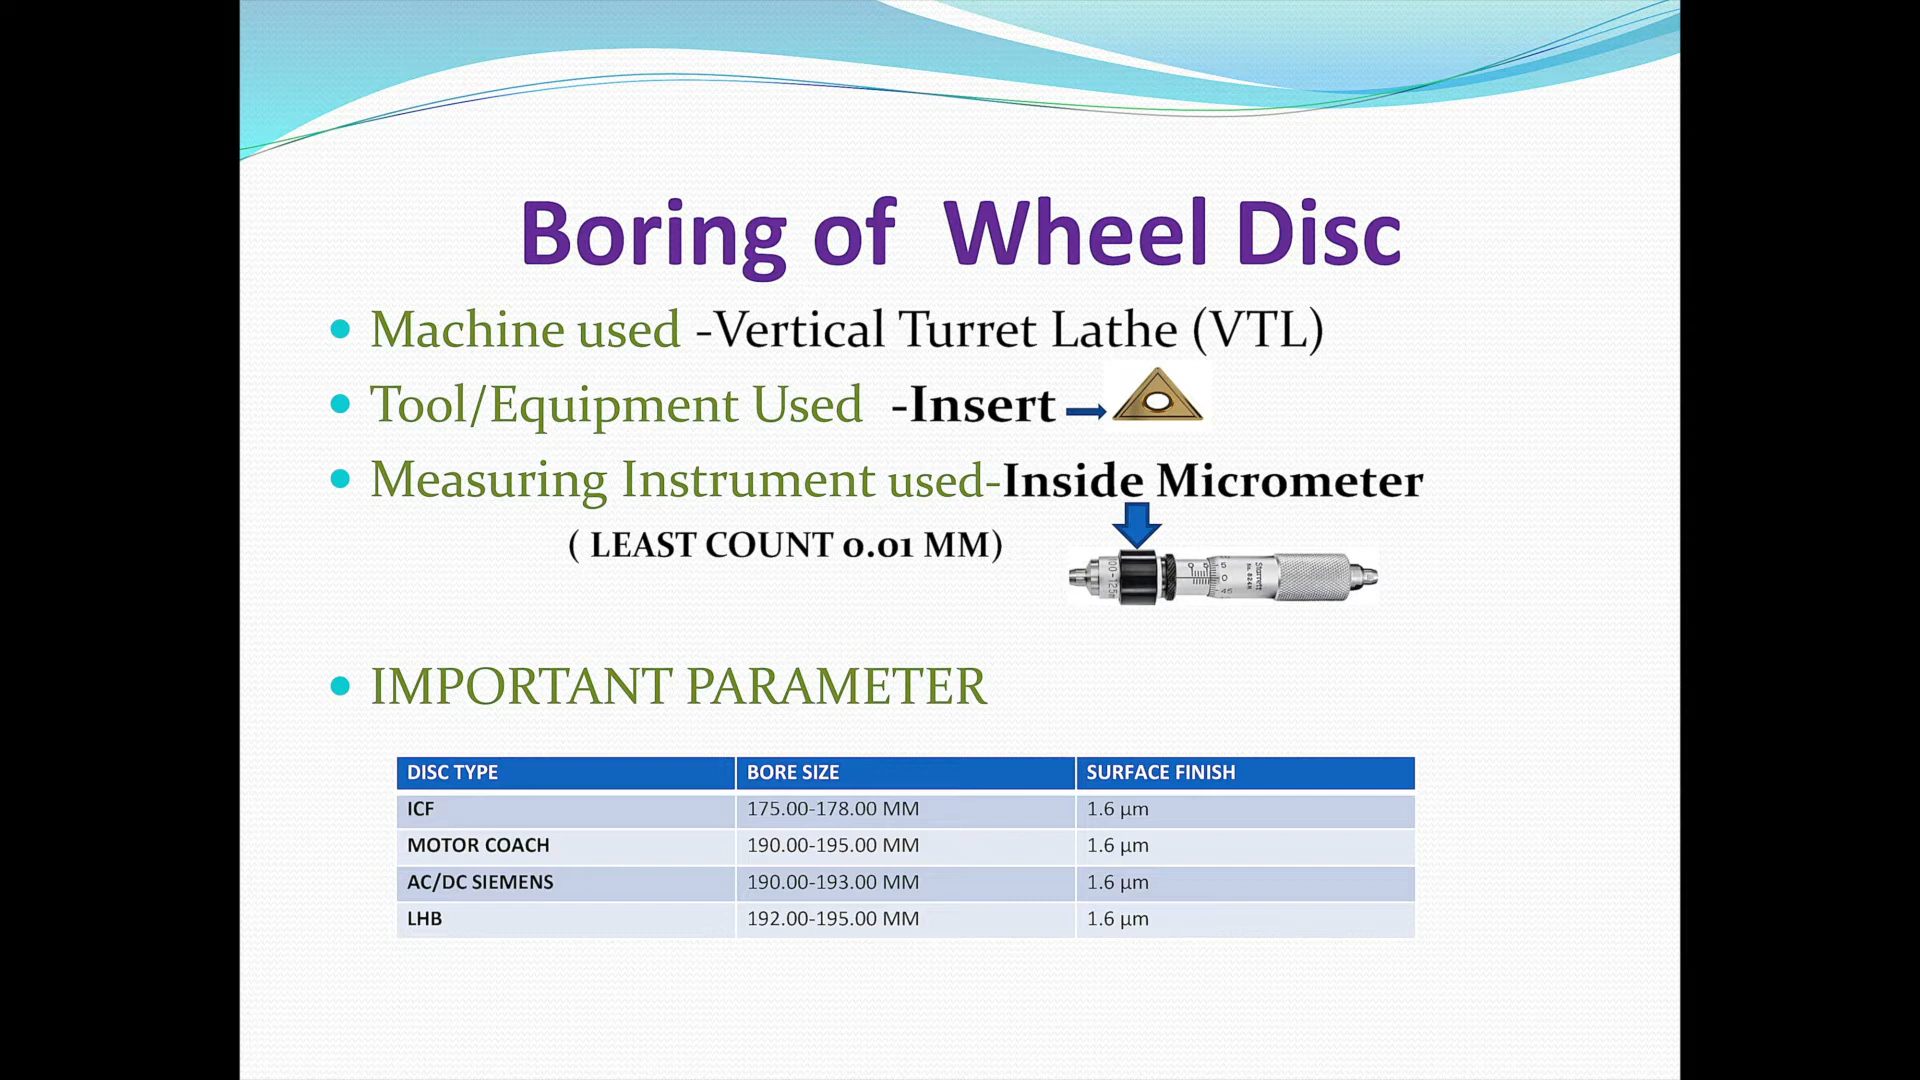 Boring of Wheel Disc
Machine used -Vertical Turret Lathe (VTL)
Tool/Equipment Used -Insert
Measuring Instrument used-Inside Micrometer
( LEAST COUNT 0.01 MM)
IMPORTANT PARAMETER
DISC TYPE BORE SIZE SURFACE FINISH
ICF 175.00-178.00 MM 1.6 µm
MOTOR COACH 190.00-195.00 MM 1.6 µm
AC/DC SIEMENS 190.00-193.00 MM 1.6 µm
LHB 192.00-195.00 MM 1.6 µm